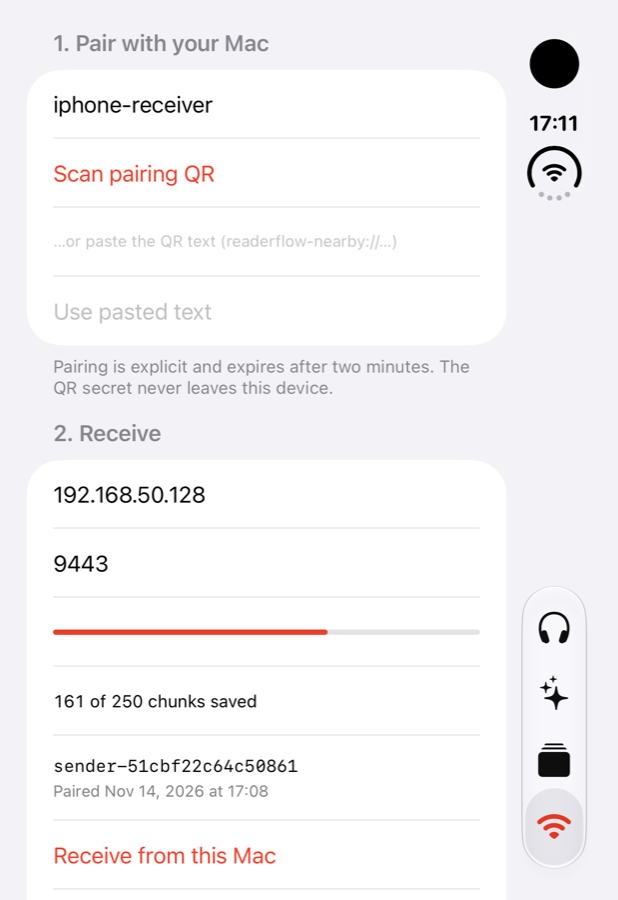 1. Pair with your Mac
iphone-receiver
Scan pairing QR
...or paste the QR text (readerflow-nearby://...)
Use pasted text
Pairing is explicit and expires after two minutes. The
QR secret never leaves this device.
2. Receive
192.168.50.128
9443
161 of 250 chunks saved
sender-51cbf22c64c50861
Paired Nov 14, 2026 at 17:08
Receive from this Mac
17:11